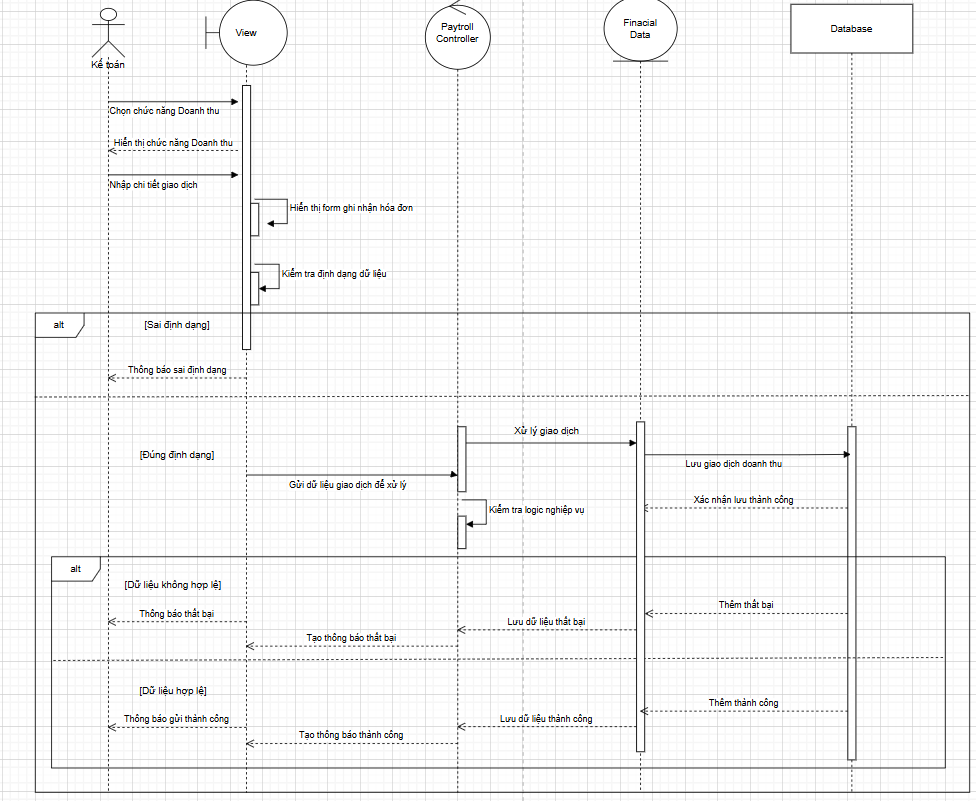 View
Paytroll
Controller
Finacial
Data
Database
Kế toán
Chọn chức năng Doanh thu
Hiển thị chức năng Doanh thu
Nhập chi tiết giao dịch
Hiển thị form ghi nhận hóa đơn
Kiểm tra định dạng dữ liệu
alt
[Sai định dạng]
Thông báo sai định dạng
Xử lý giao dịch
[Đúng định dạng]
Lưu giao dịch doanh thu
Gửi dữ liệu giao dịch để xử lý
Xác nhận lưu thành công
Kiểm tra logic nghiệp vụ
alt
[Dữ liệu không hợp lệ]
Thêm thất bại
Thông báo thất bại
Lưu dữ liệu thất bại
Tạo thông báo thất bại
[Dữ liệu hợp lệ]
Thêm thành công
Thông báo gửi thành công
Lưu dữ liệu thành công
Tạo thông báo thành công